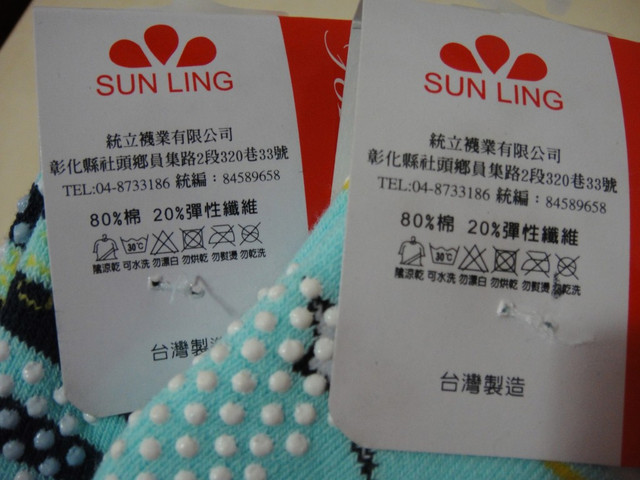 SUN LING
統立襪業有限公司
彰化縣社頭鄉員集路2段320巷33號
TEL:04-8733186 統編：84589658
80%棉 20%彈性纖維
30°C
陰涼乾 可水洗 勿漂白 勿烘乾 勿熨燙 勿乾洗
台灣製造
SUN LING
統立襪業有限公司
彰化縣社頭鄉員集路2段320巷33號
TEL:04-8733186 統編：84589658
80%棉 20%彈性纖維
30°C
陰涼乾 可水洗 勿漂白 勿烘乾 勿熨燙 勿乾洗
台灣製造